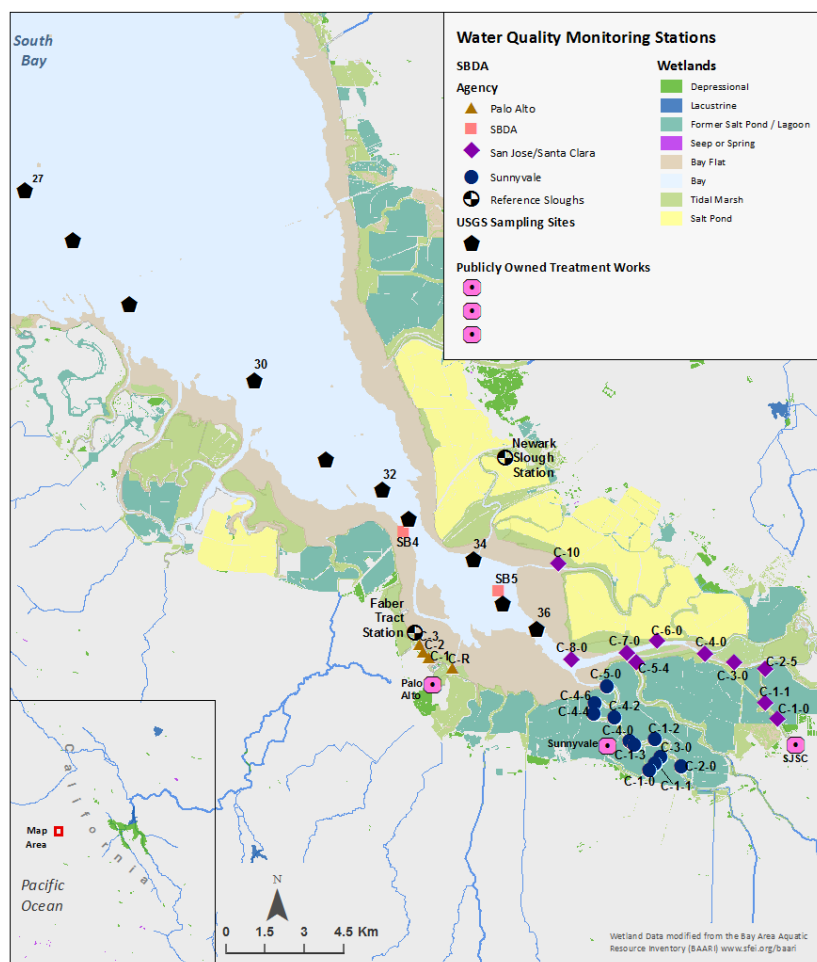 South
Bay
Water Quality Monitoring Stations
SBDA
Agency
Palo Alto
SBDA
San Jose/Santa Clara
Sunnyvale
Reference Sloughs
USGS Sampling Sites
Publicly Owned Treatment Works
Wetlands
Depressional
Lacustrine
Former Salt Pond / Lagoon
Seep or Spring
Bay Flat
Bay
Tidal Marsh
Salt Pond
27
30
32
34
36
Newark
Slough
Station
SB4
SB5
C-10
Faber
Tract
Station
C-3
C-2
C-1
C-R
Palo
Alto
C-8-0
C-7-0
C-6-0
C-5-4
C-4-0
C-3-0
C-2-5
C-1-1
C-1-0
SJSC
C-5-0
C-4-6
C-4-4
C-4-2
C-4-0
C-1-2
Sunnyvale
C-1-3
C-3-0
C-2-0
C-1-0
C-1-1
California
Map
Area
Pacific
Ocean
N
0 1.5 3 4.5 Km
Wetland Data modified from the Bay Area Aquatic
Resource Inventory (BAARI) www.sfei.org/baari